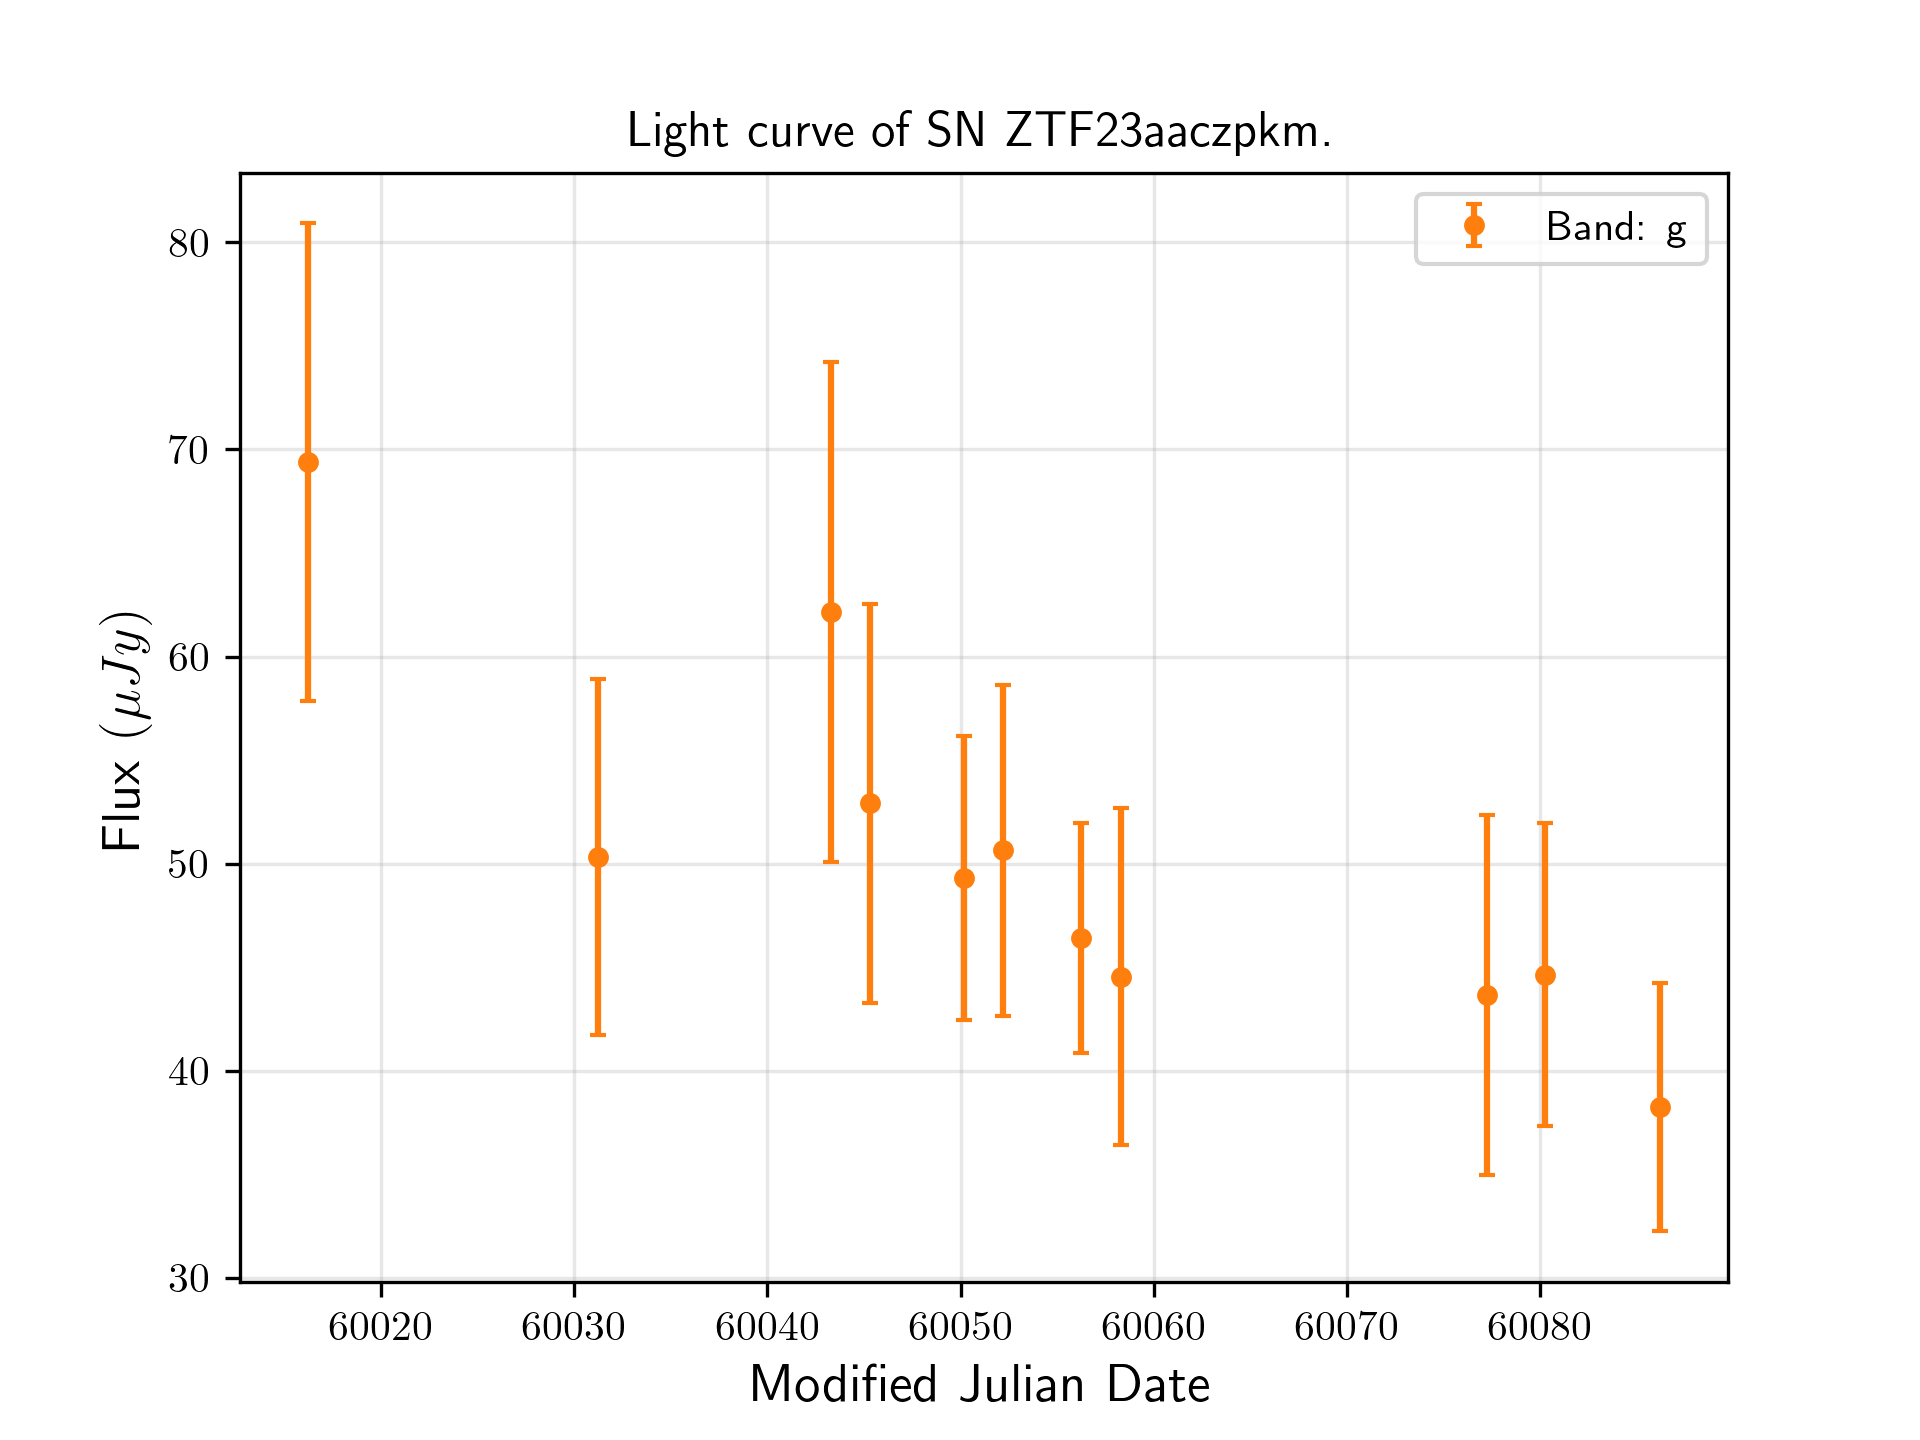 Light curve of SN ZTF23aaczpkm.
Band: g
80
70
60
50
40
30
Flux (μJy)
60020 60030 60040 60050 60060 60070 60080
Modified Julian Date